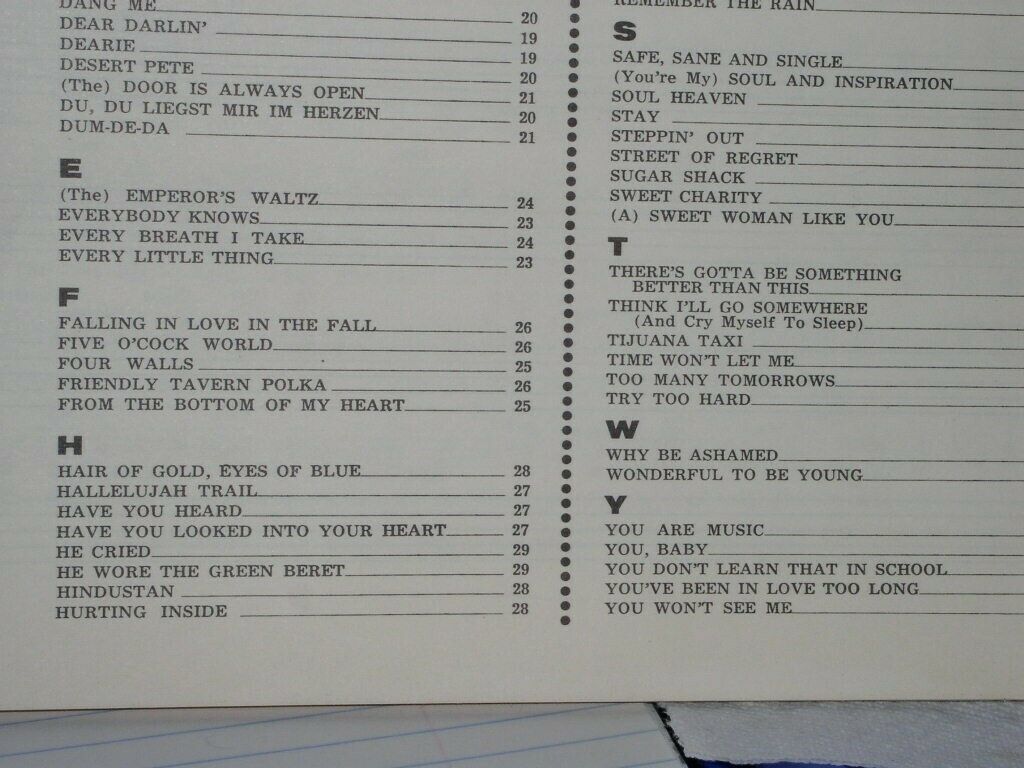 DANG ME 20
DEAR DARLIN' 19
DEARIE 19
DESERT PETE 20
(The) DOOR IS ALWAYS OPEN 21
DU, DU LIEGST MIR IM HERZEN 20
DUM-DE-DA 21
E
(The) EMPEROR'S WALTZ 24
EVERYBODY KNOWS 23
EVERY BREATH I TAKE 24
EVERY LITTLE THING 23
F
FALLING IN LOVE IN THE FALL 26
FIVE O'COCK WORLD 26
FOUR WALLS 25
FRIENDLY TAVERN POLKA 26
FROM THE BOTTOM OF MY HEART 25
H
HAIR OF GOLD, EYES OF BLUE 28
HALLELUJAH TRAIL 27
HAVE YOU HEARD 27
HAVE YOU LOOKED INTO YOUR HEART 27
HE CRIED 29
HE WORE THE GREEN BERET 29
HINDUSTAN 28
HURTING INSIDE 28
REMEMBER THE RAIN
S
SAFE, SANE AND SINGLE
(You're My) SOUL AND INSPIRATION
SOUL HEAVEN
STAY
STEPPIN' OUT
STREET OF REGRET
SUGAR SHACK
SWEET CHARITY
(A) SWEET WOMAN LIKE YOU
T
THERE'S GOTTA BE SOMETHING
BETTER THAN THIS
THINK I'LL GO SOMEWHERE
(And Cry Myself To Sleep)
TIJUANA TAXI
TIME WON'T LET ME
TOO MANY TOMORROWS
TRY TOO HARD
W
WHY BE ASHAMED
WONDERFUL TO BE YOUNG
Y
YOU ARE MUSIC
YOU, BABY
YOU DON'T LEARN THAT IN SCHOOL
YOU'VE BEEN IN LOVE TOO LONG
YOU WON'T SEE ME